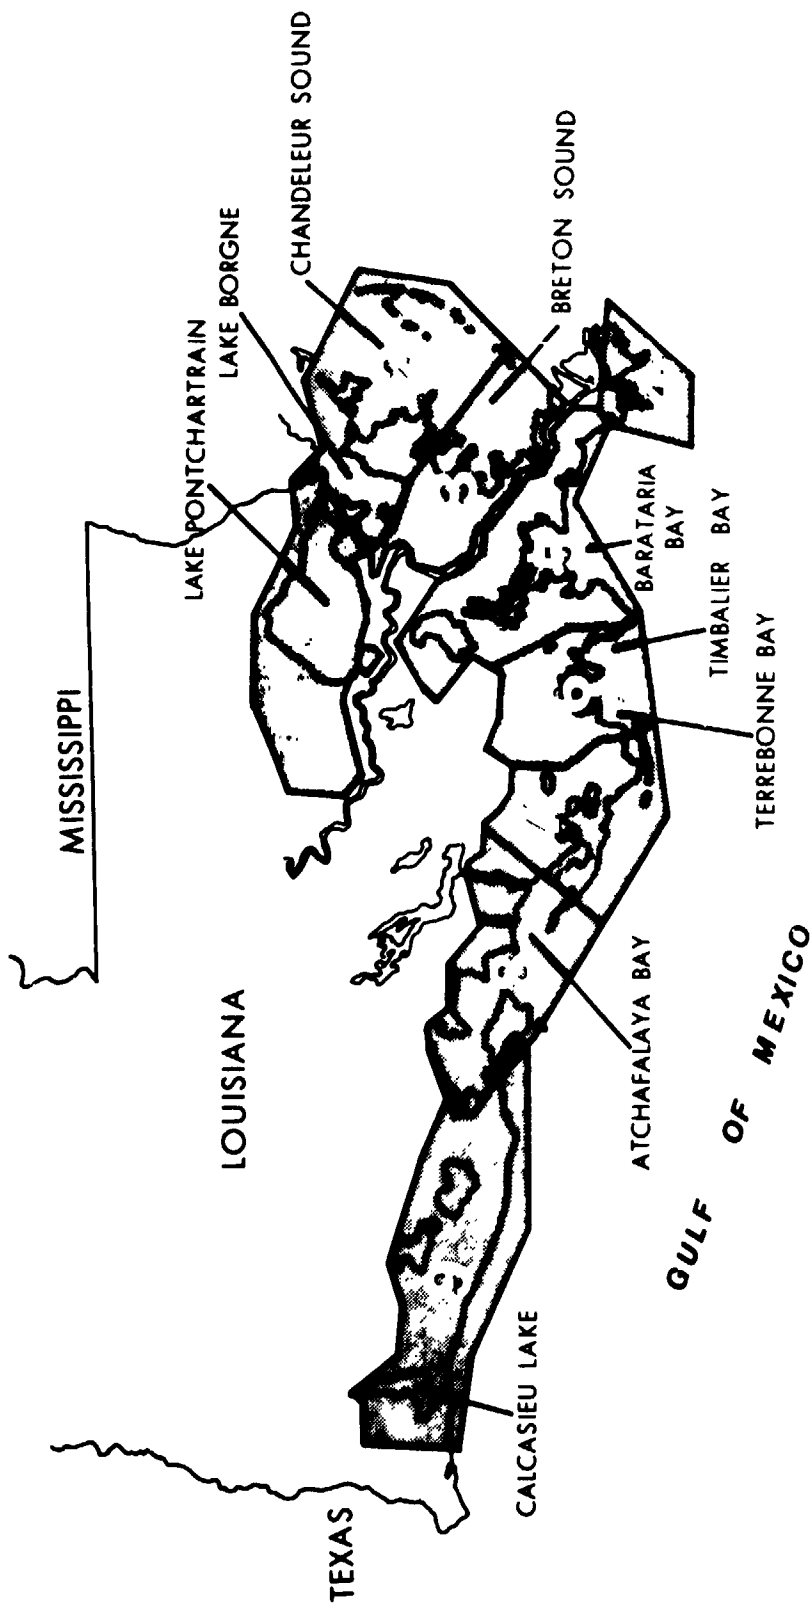 MISSISSIPPI
LOUISIANA
TEXAS
LAKE PONTCHARTRAIN
LAKE BORGNE
CHANDELEUR SOUND
BRETON SOUND
BARATARIA
BAY
TIMBALIER BAY
TERREBONNE BAY
ATCHAFALAYA BAY
CALCASIEU LAKE
GULF OF MEXICO